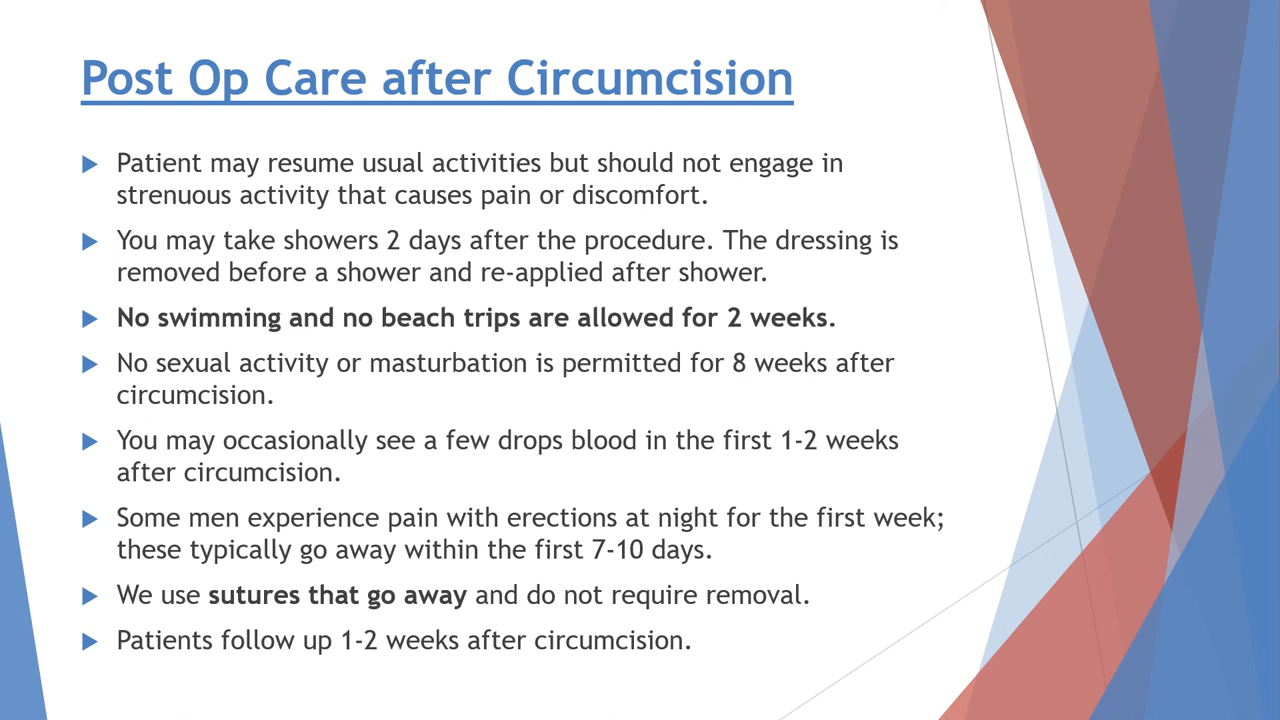 Post Op Care after Circumcision
Patient may resume usual activities but should not engage in
strenuous activity that causes pain or discomfort.
You may take showers 2 days after the procedure. The dressing is
removed before a shower and re-applied after shower.
No swimming and no beach trips are allowed for 2 weeks.
No sexual activity or masturbation is permitted for 8 weeks after
circumcision.
You may occasionally see a few drops blood in the first 1-2 weeks
after circumcision.
Some men experience pain with erections at night for the first week;
these typically go away within the first 7-10 days.
We use sutures that go away and do not require removal.
Patients follow up 1-2 weeks after circumcision.